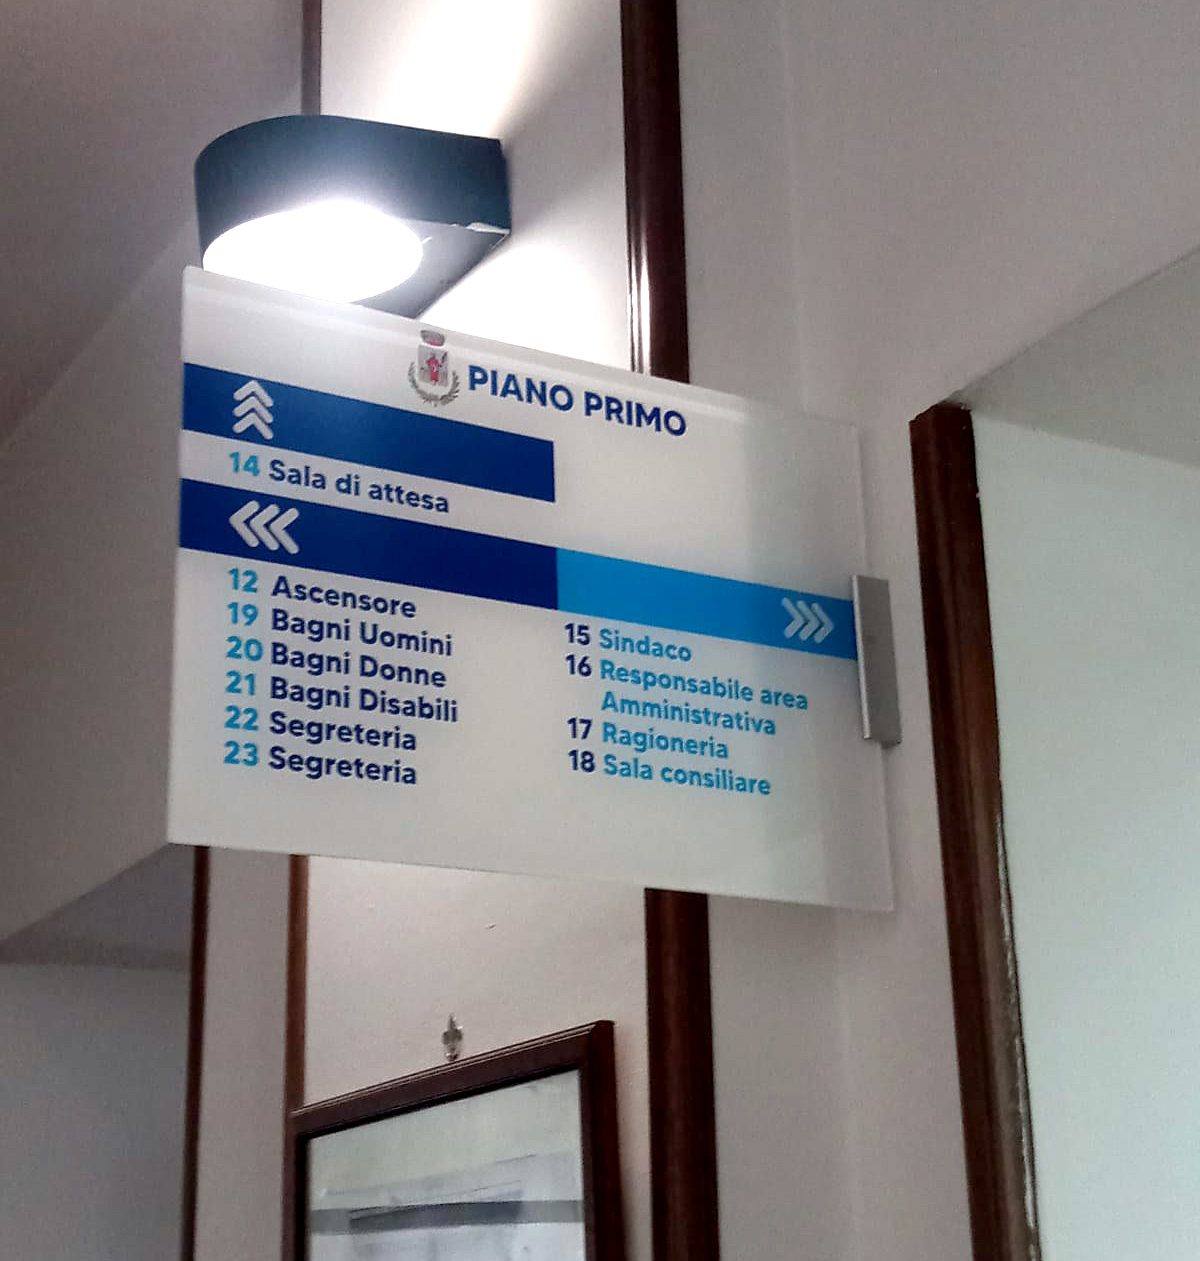 PIANO PRIMO
14 Sala di attesa
12 Ascensore
19 Bagni Uomini
20 Bagni Donne
21 Bagni Disabili
22 Segreteria
23 Segreteria
15 Sindaco
16 Responsabile area
Amministrativa
17 Ragioneria
18 Sala consiliare